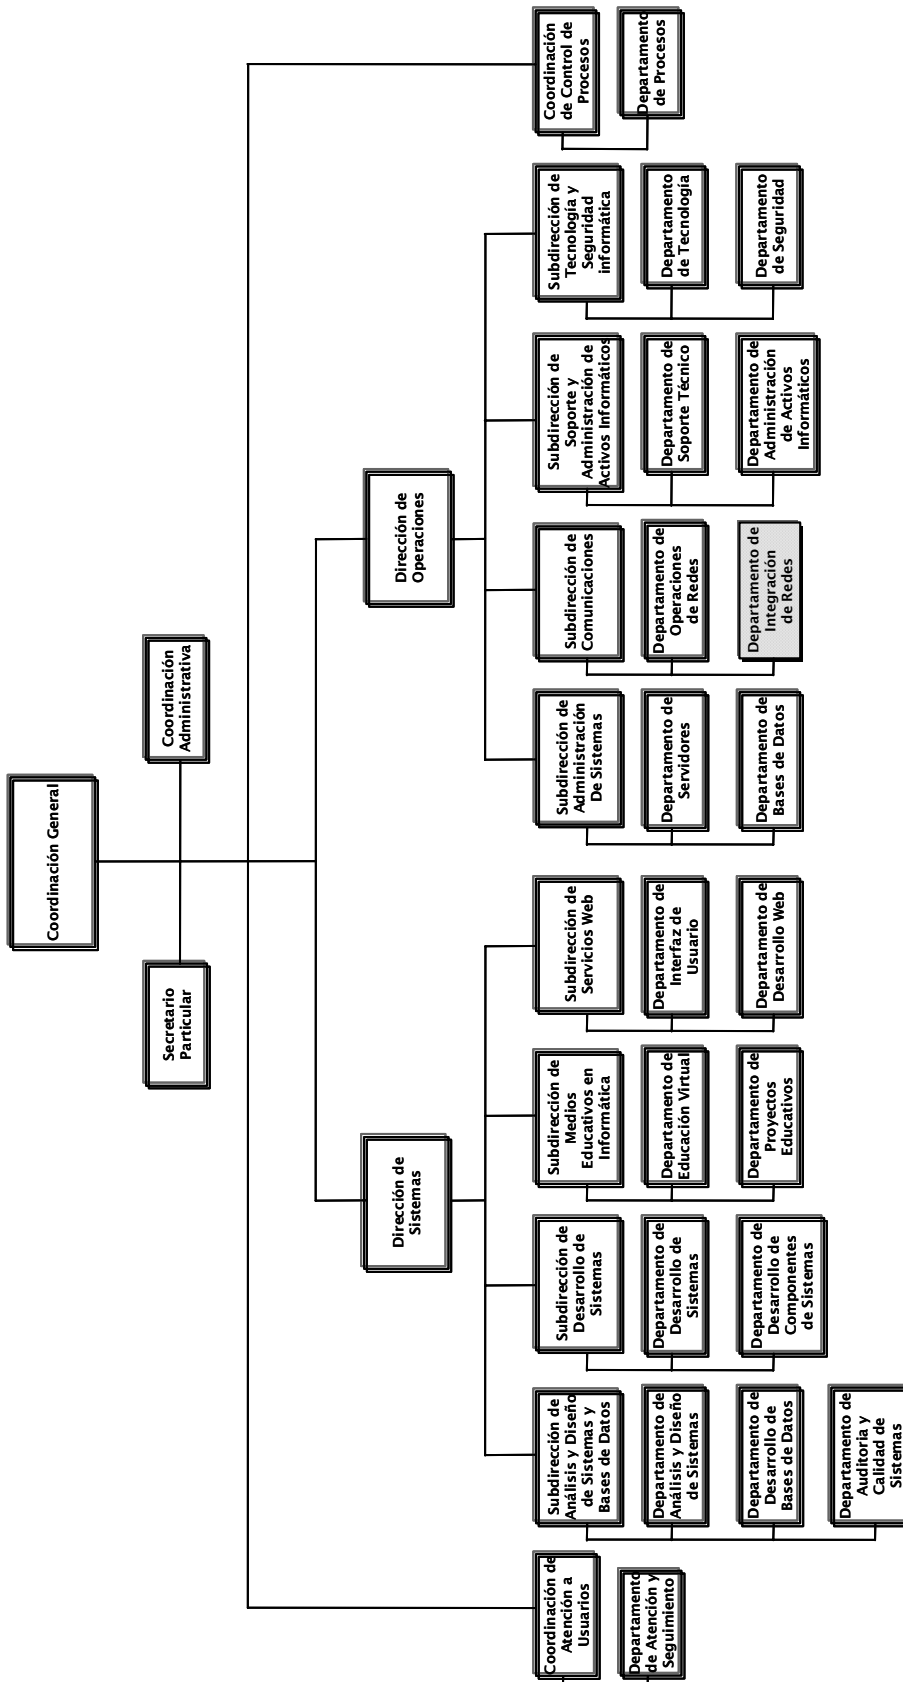 Coordinación General
Secretario
Particular
Coordinación
Administrativa
Dirección de
Sistemas
Dirección de
Operaciones
Coordinación de
Atención a
Usuarios
Departamento
de Atención y
Seguimiento
Subdirección de
Análisis y Diseño
de Sistemas y
Bases de Datos
Departamento de
Análisis y Diseño
de Sistemas
Departamento de
Desarrollo de
Bases de Datos
Departamento de
Auditoria y
Calidad de
Sistemas
Subdirección de
Desarrollo de
Sistemas
Departamento de
Desarrollo de
Sistemas
Departamento de
Desarrollo de
Componentes
de Sistemas
Subdirección de
Medios
Educativos en
Informática
Departamento de
Educación Virtual
Departamento de
Proyectos
Educativos
Subdirección de
Servicios Web
Departamento de
Interfaz de
Usuario
Departamento de
Desarrollo Web
Subdirección de
Administración
De Sistemas
Departamento de
Servidores
Departamento de
Bases de Datos
Subdirección de
Comunicaciones
Departamento de
Operaciones
de Redes
Departamento de
Integración
de Redes
Subdirección de
Soporte y
Administración de
Activos Informáticos
Departamento de
Soporte Técnico
Departamento de
Administración
de Activos
Informáticos
Subdirección de
Tecnología y
Seguridad
informática
Departamento
de Tecnología
Departamento
de Seguridad
Coordinación
de Control de
Procesos
Departamento
de Procesos